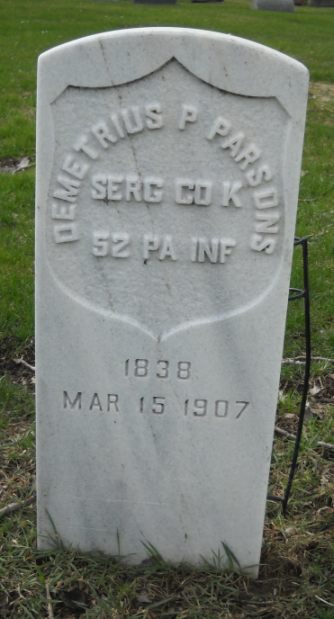 DEMETRIUS P PARSONS
SERG CO K
52 PA INF
1838
MAR 15 1907